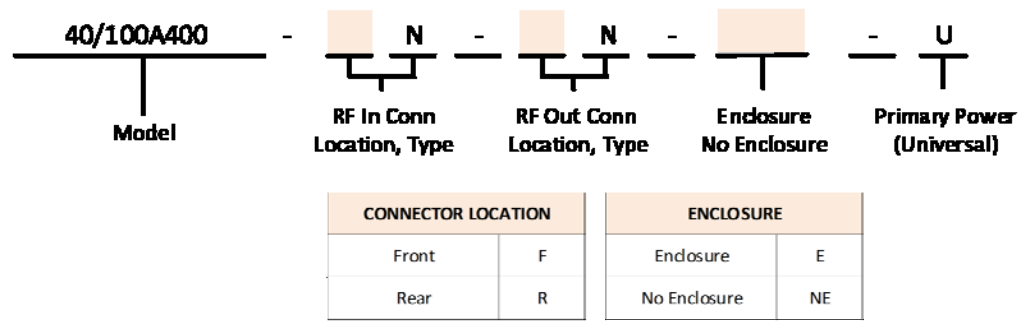 40/100A400 - N - N - - U
Model
RF In Conn
Location, Type
RF Out Conn
Location, Type
Enclosure
No Enclosure
Primary Power
(Universal)
CONNECTOR LOCATION
Front F
Rear R
ENCLOSURE
Enclosure E
No Enclosure NE